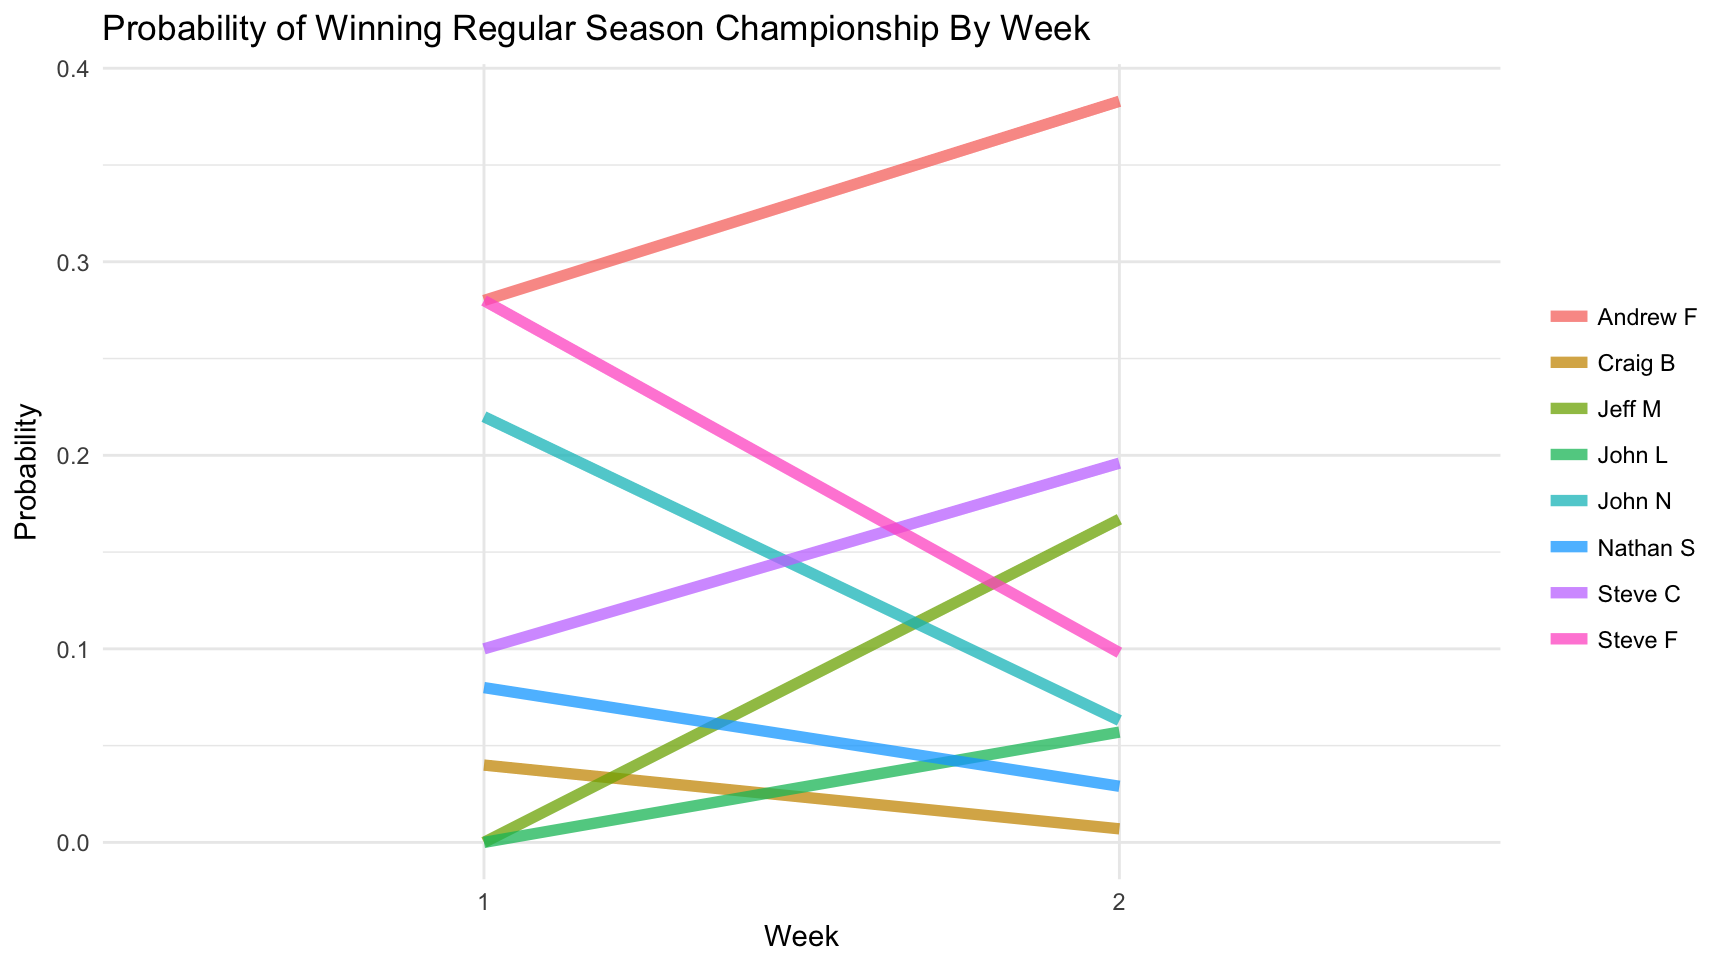 Probability of Winning Regular Season Championship By Week
Probability
0.4
0.3
0.2
0.1
0.0
1
2
Week
Andrew F
Craig B
Jeff M
John L
John N
Nathan S
Steve C
Steve F